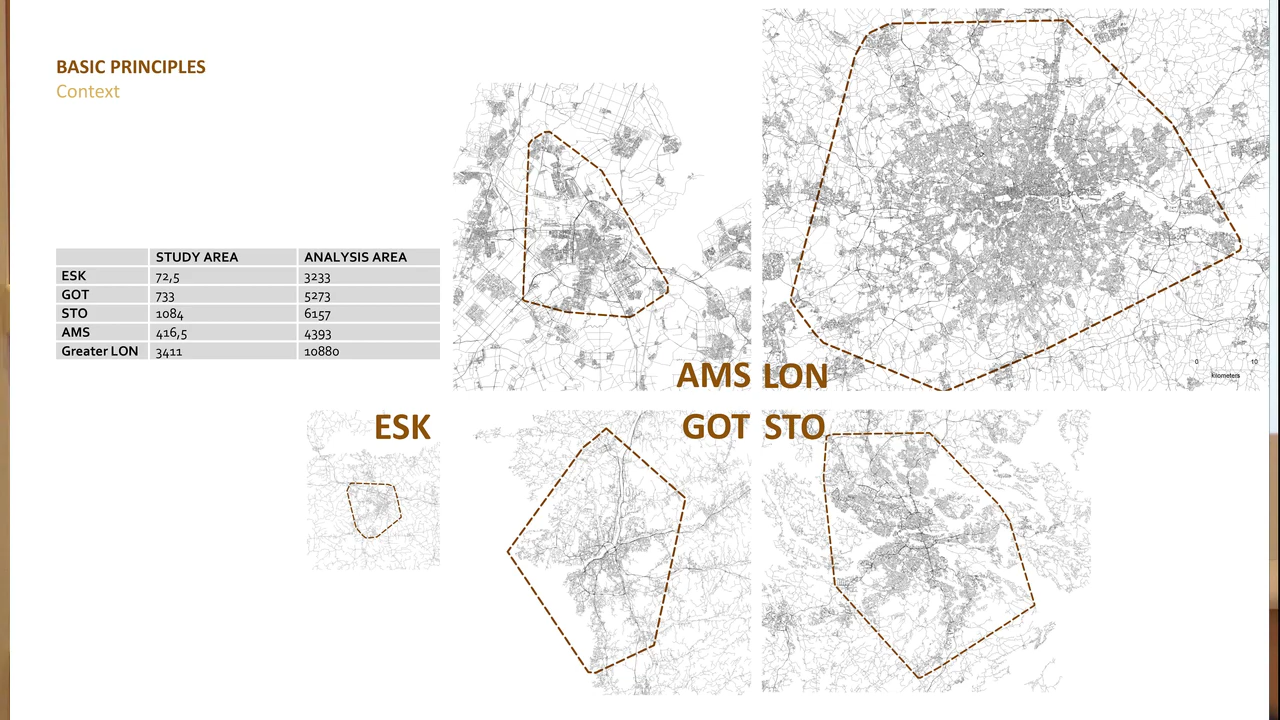 BASIC PRINCIPLES
Context
STUDY AREA ANALYSIS AREA
ESK 72,5 3233
GOT 733 5273
STO 1084 6157
AMS 416,5 4393
Greater LON 3411 10880
AMS LON
ESK GOT STO
0 10
kilometers